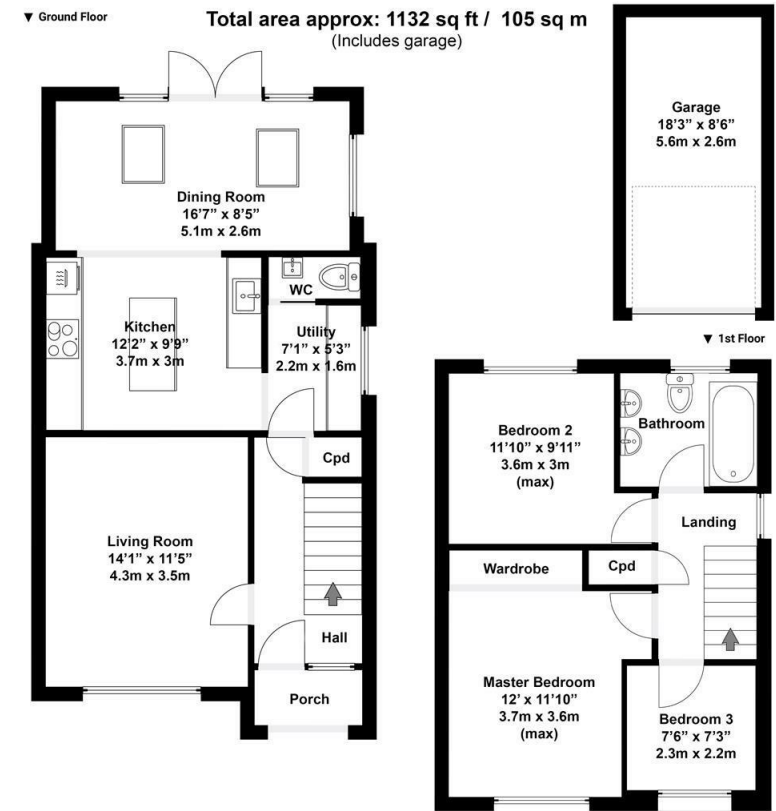 ▼ Ground Floor
Total area approx: 1132 sq ft / 105 sq m
(Includes garage)
Garage
18'3” x 8'6”
5.6m x 2.6m
Dining Room
16'7” x 8'5”
5.1m x 2.6m
WC
Kitchen
12'2” x 9'9”
3.7m x 3m
Utility
7'1” x 5'3”
2.2m x 1.6m
Cpd
Living Room
14'1” x 11'5”
4.3m x 3.5m
Hall
Porch
▼ 1st Floor
Bedroom 2
11'10” x 9'11”
3.6m x 3m
(max)
Bathroom
Landing
Wardrobe
Cpd
Master Bedroom
12' x 11'10”
3.7m x 3.6m
(max)
Bedroom 3
7'6” x 7'3”
2.3m x 2.2m